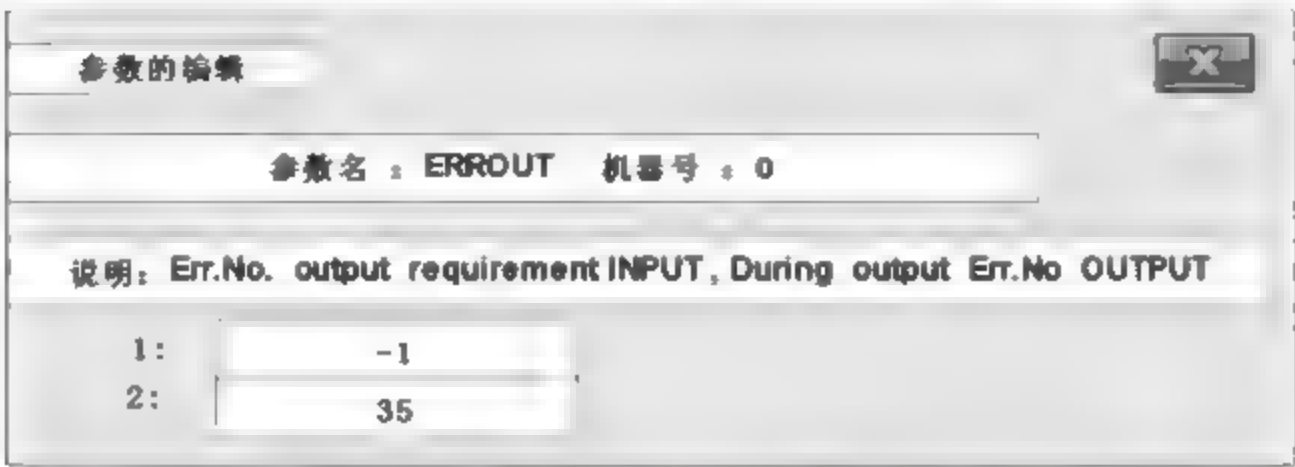 参数的编辑
X
参数名：ERROUT 机器号：0
说明：Err.No. output requirement INPUT, During output Err.No OUTPUT
1: -1
2: 35